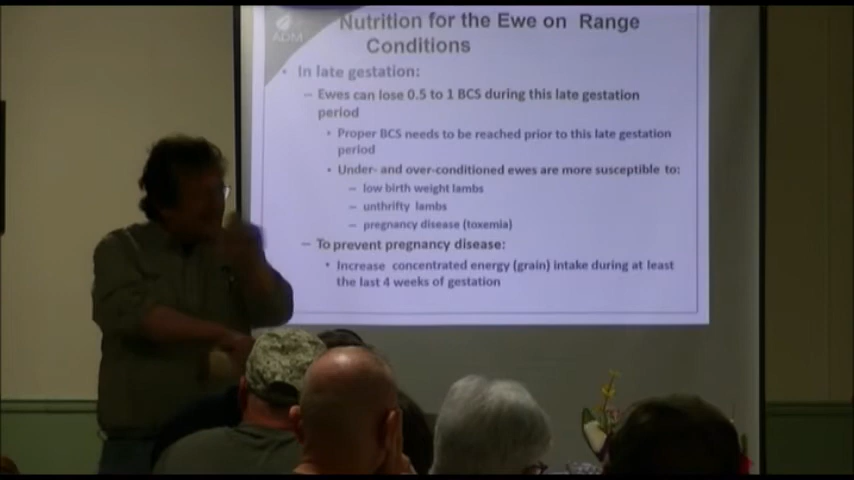 ADM
Nutrition for the Ewe on Range
Conditions
• In late gestation:
– Ewes can lose 0.5 to 1 BCS during this late gestation
period
• Proper BCS needs to be reached prior to this late gestation
period
• Under- and over-conditioned ewes are more susceptible to:
– low birth weight lambs
– unthrifty lambs
– pregnancy disease (toxemia)
– To prevent pregnancy disease:
• Increase concentrated energy (grain) intake during at least
the last 4 weeks of gestation